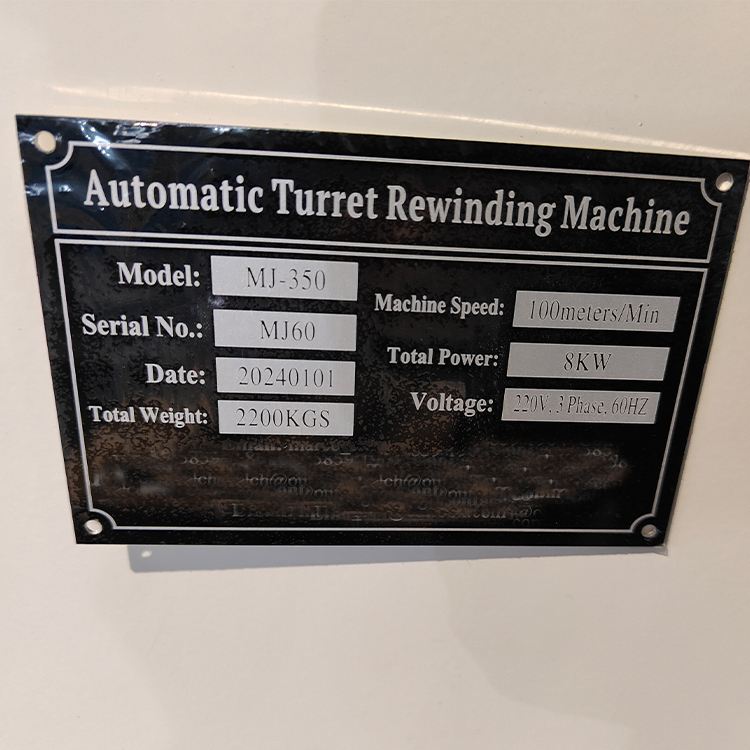 Automatic Turret Rewinding Machine
Model: MJ-350
Serial No.: MJ60
Date: 20240101
Total Weight: 2200KGS
Machine Speed: 100meters/Min
Total Power: 8KW
Voltage: 220V. 3 Phase. 60HZ